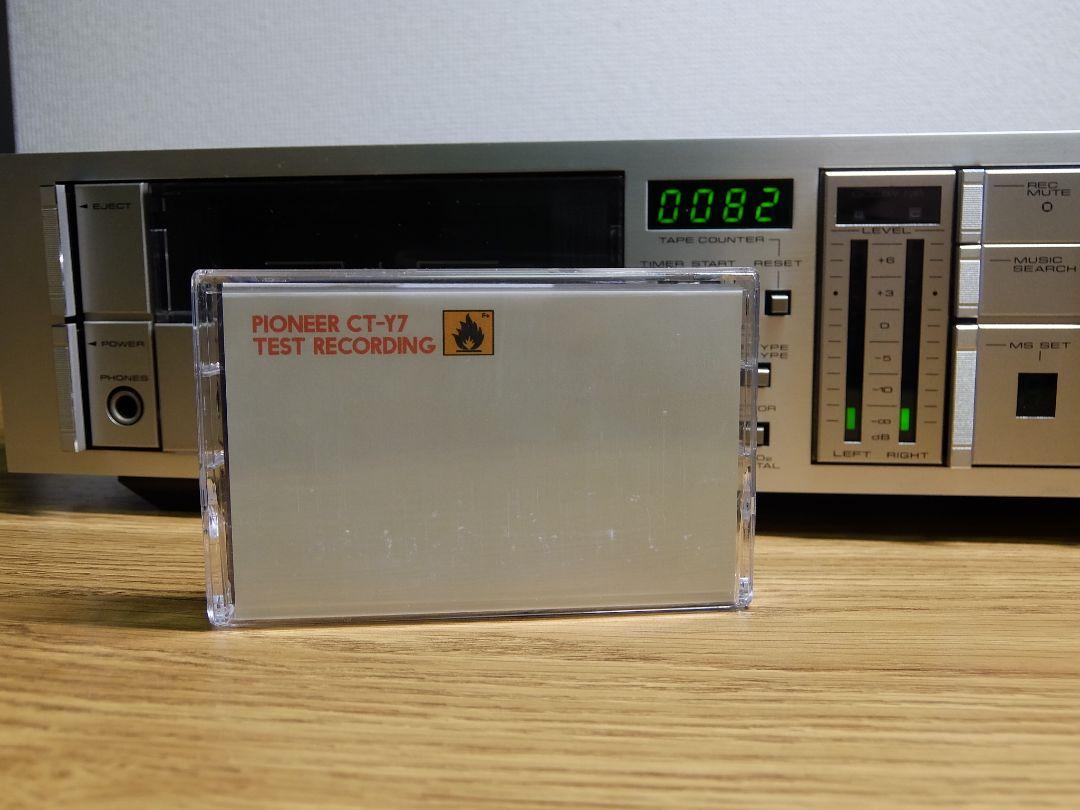 EJECT
POWER
PHONES
0082
TAPE COUNTER
TIMER START RESET
LEVEL
+6
+3
0
-5
-10
-∞
dB
LEFT RIGHT
REC
MUTE
MUSIC
SEARCH
MS SET
PIONEER CT-Y7
TEST RECORDING